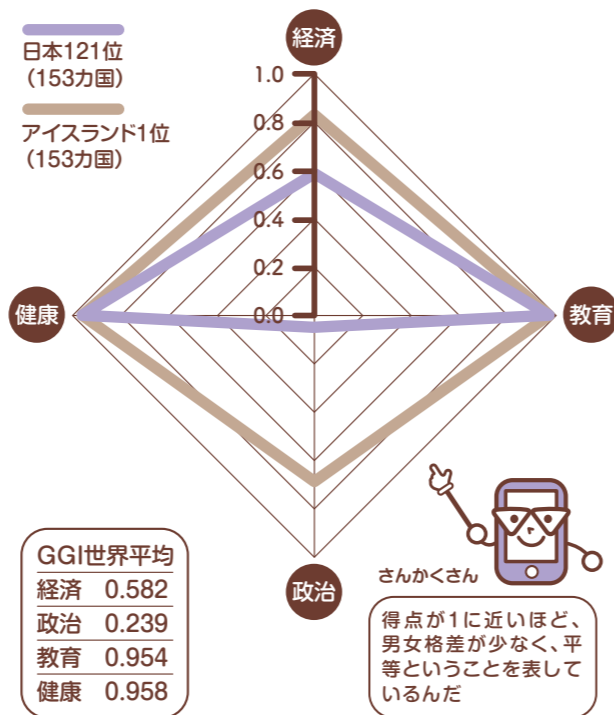 日本121位
(153カ国)
アイスランド1位
(153カ国)
経済
1.0
0.8
0.6
0.4
0.2
0.0
健康
教育
政治
GGI世界平均
経済 0.582
政治 0.239
教育 0.954
健康 0.958
さんかくさん
得点が1に近いほど、
男女格差が少なく、平
等ということを表して
いるんだ